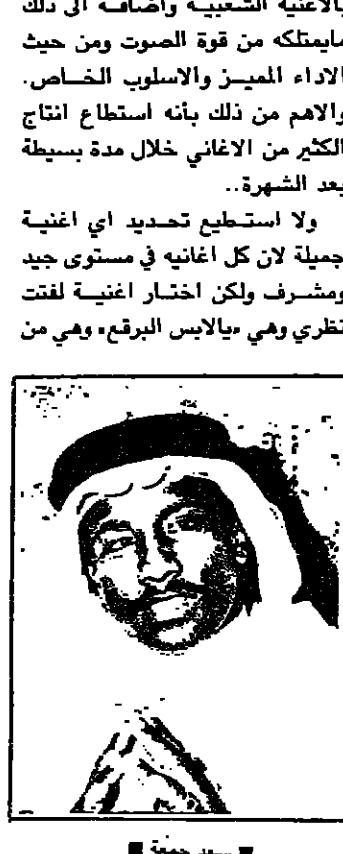 بالاغنية الشعبية واضافة الى ذلك
مايمتلكه من قوة الصوت ومن حيث
الاداء المميز والاسلوب الخاص.
والاهم من ذلك بأنه استطاع انتاج
الكثير من الاغاني خلال مدة بسيطة
بعد الشهرة..
ولا استطيع تحديد اي اغنية
جميلة لان كل اغانيه في مستوى جيد
ومشرف ولكن اختار اغنية لفتت
نظري وهي «يالابس البرقع» وهي من
جمعة